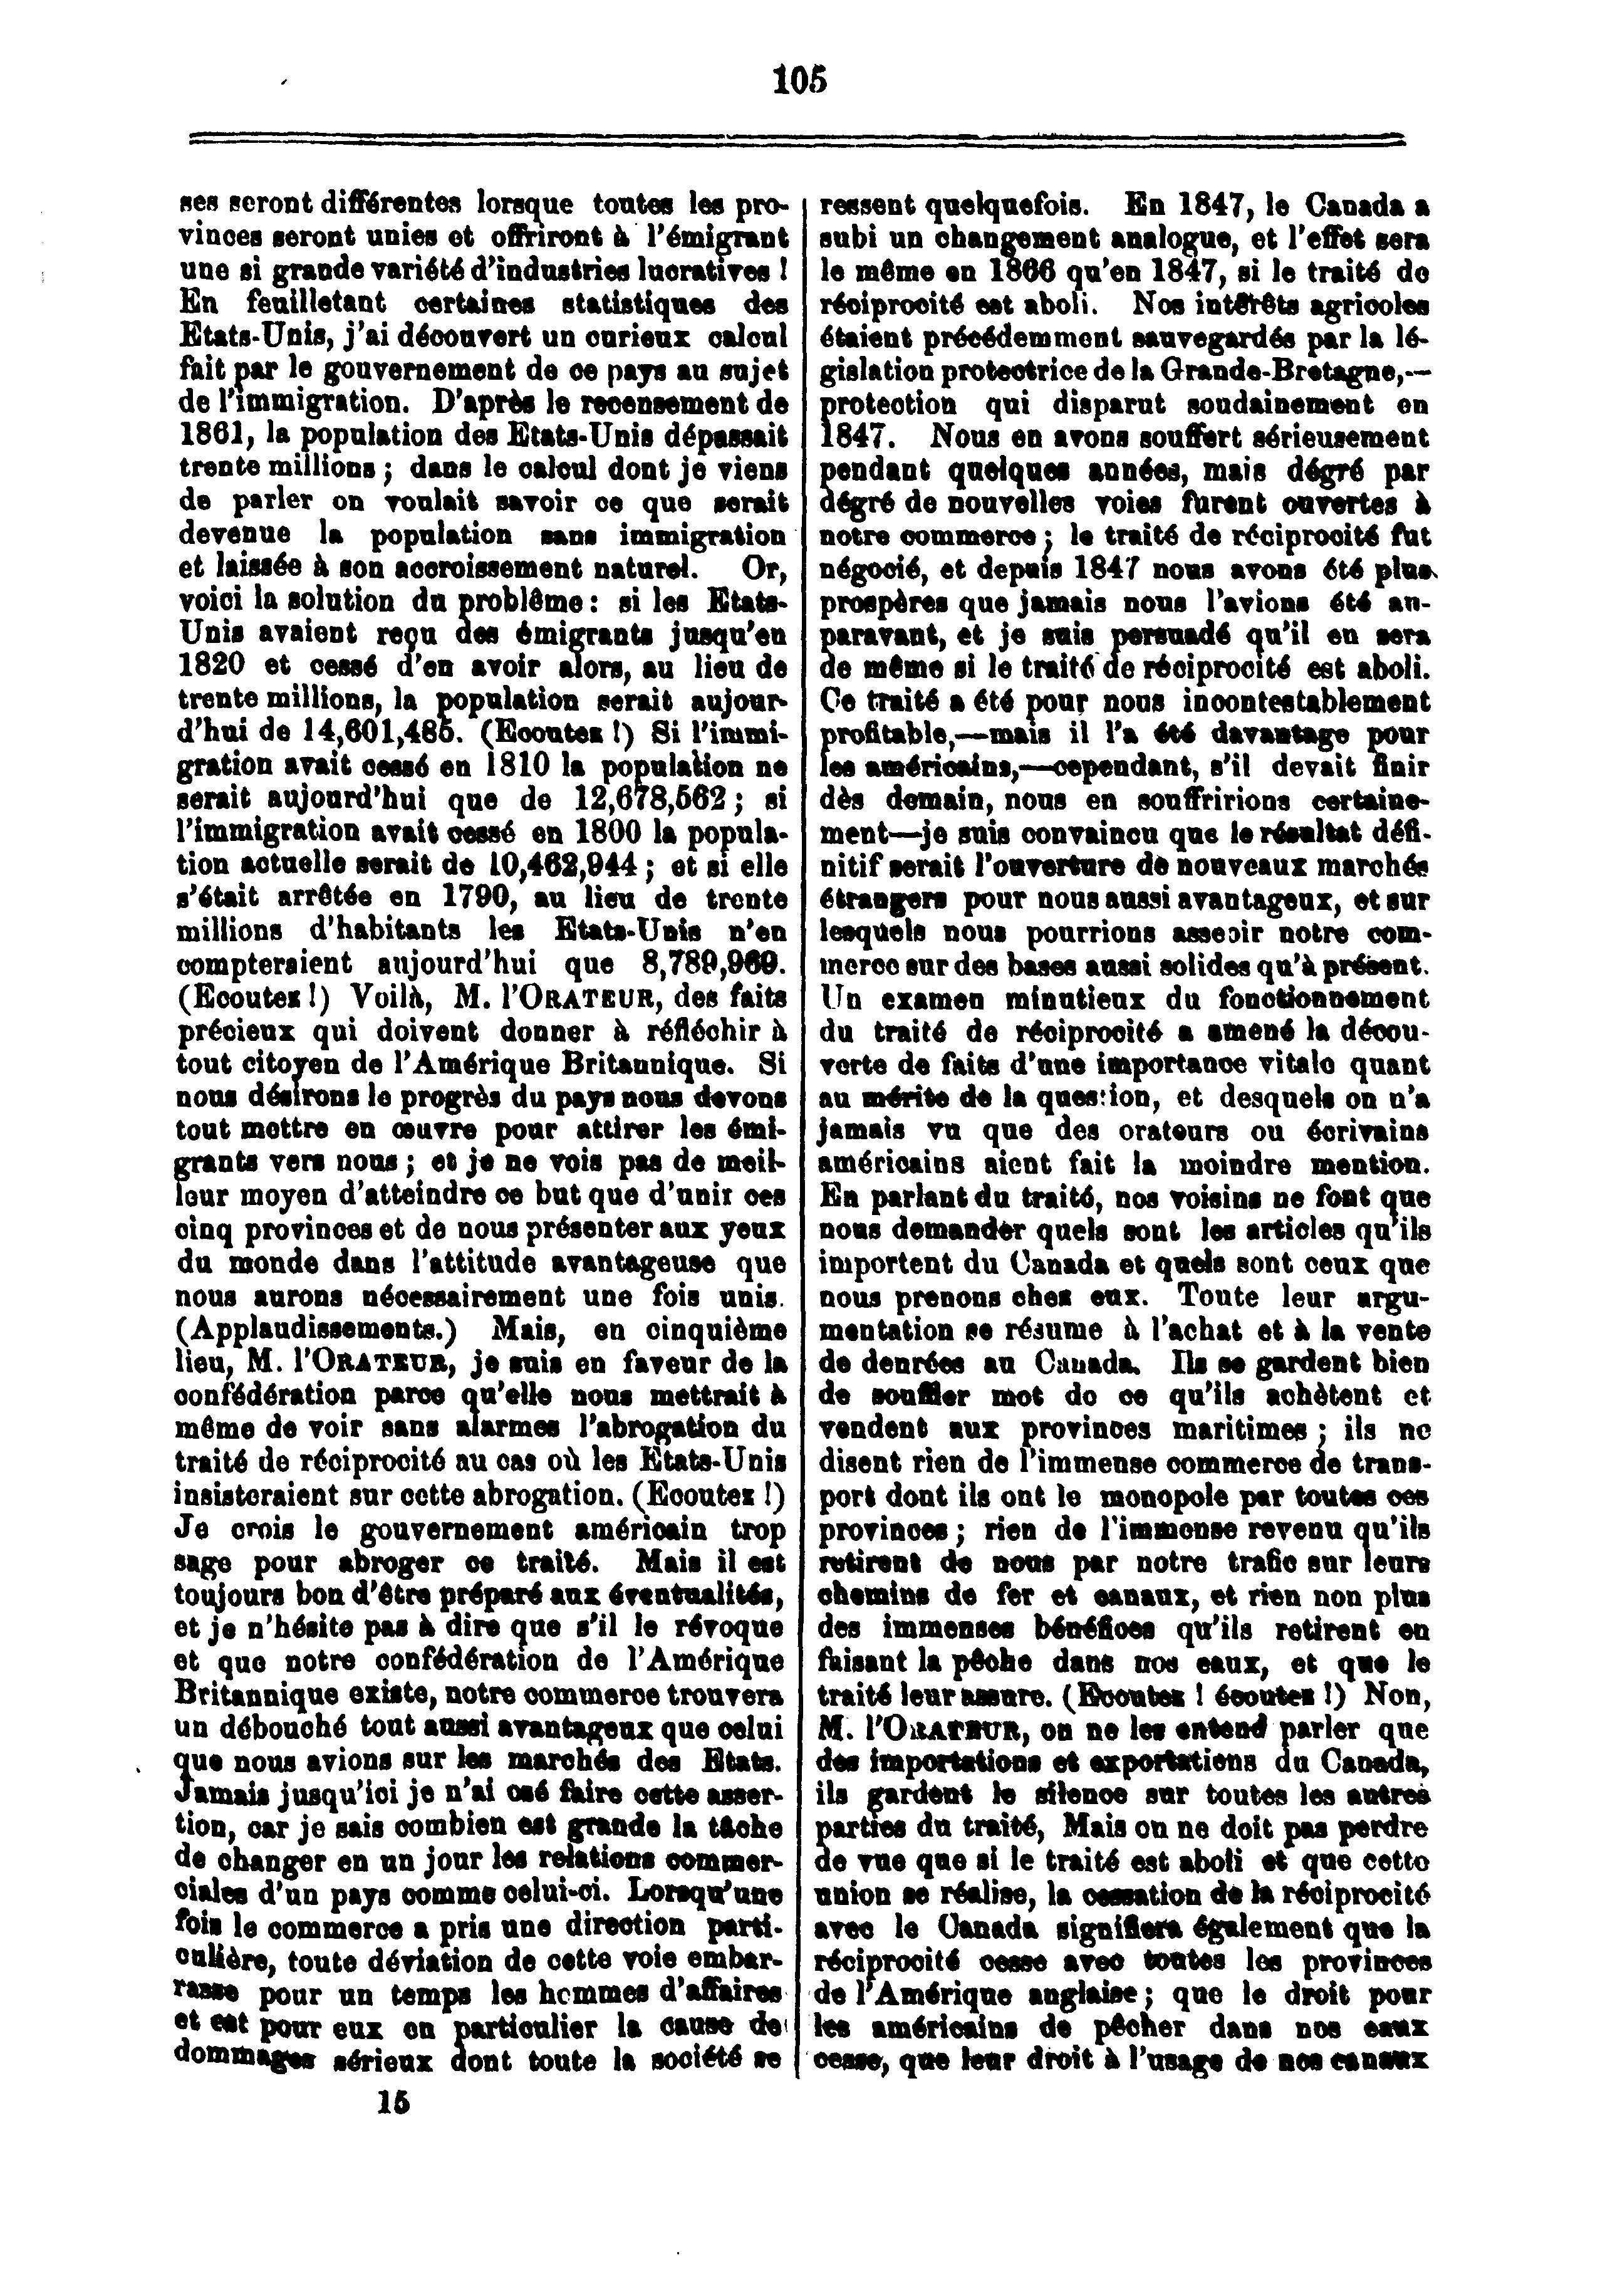 105
ses seront différentes lorsque toutes les pro-
vinces seront unies et offriront à l'émigrant
une si grande variété d'industries lucratives !
En feuilletant certaines statistiques des
Etats-Unis, j'ai découvert un curieux calcul
fait par le gouvernement de ce pays au sujet
de l'immigration. D'après le recensement de
1861, la population des Etats-Unis dépassait
trente millions ; dans le calcul dont je viens
de parler on voulait savoir ce que serait
devenue la population sans immigration
et laissée à son accroissement naturel. Or,
voici la solution du problême : si les Etats-
Unis avaient reçu des émigrants jusqu'en
1820 et cessé d'en avoir alors, au lieu de
trente millions, la population serait aujour-
d'hui de 14,601,485. (Ecoutez !) Si l'immi-
gration avait cessé en 1810 la population ne
serait aujourd'hui que de 12,678,562 ; si
l'immigration avait cessé en 1800 la popula-
tion actuelle serait de 10,462,944 ; et si elle
s'était arrêtée en 1790, au lieu de trente
millions d'habitants les Etats-Unis n'en
compteraient aujourd'hui que 8,789,969.
(Ecoutez !) Voilà, M. l'ORATEUR, des faits
précieux qui doivent donner à réfléchir à
tout citoyen de l'Amérique Britannique. Si
nous désirons le progrès du pays nous devons
tout mettre en œuvre pour attirer les émi-
grants vers nous ; et je ne vois pas de meil-
leur moyen d'atteindre ce but que d'unir ces
cinq provinces et de nous présenter aux yeux
du monde dans l'attitude avantageuse que
nous aurons nécessairement une fois unis.
(Applaudissements.) Mais, en cinquième
lieu, M. l'ORATEUR, je suis en faveur de la
confédération parce qu'elle nous mettrait à
même de voir sans alarmes l'abrogation du
traité de réciprocité au cas où les Etats-Unis
insisteraient sur cette abrogation. (Ecoutez !)
Je crois le gouvernement américain trop
sage pour abroger ce traité. Mais il est
toujours bon d'être préparé aux éventualités,
et je n'hésite pas à dire que s'il le révoque
et que notre confédération de l'Amérique
Britannique existe, notre commerce trouvera
un débouché tout aussi avantageux que celui
que nous avions sur les marchés des Etats.
Jamais jusqu'ici je n'ai osé faire cette asser-
tion, car je sais combien est grande la tâche
de changer en un jour les relations commer-
ciales d'un pays comme celui-ci. Lorsqu'une
fois le commerce a pris une direction parti-
culière, toute déviation de cette voie embar-
rasse pour un temps les hommes d'affaires
et est pour eux en particulier la cause de
dommages sérieux dont toute la société se
15
ressent quelquefois. En 1847, le Canada a
subi un changement analogue, et l'effet sera
le même en 1866 qu'en 1847, si le traité de
réciprocité est aboli. Nos intérêts agricoles
étaient précédemment sauvegardés par la lé-
gislation protectrice de la Grande-Bretagne,—
protection qui disparut soudainement en
1847. Nous en avons souffert sérieusement
pendant quelques années, mais dégré par
dégré de nouvelles voies furent ouvertes à
notre commerce ; le traité de réciprocité fut
négocié, et depuis 1847 nous avons été plus
prospères que jamais nous l'avions été au-
paravant, et je suis persuadé qu'il en sera
de même si le traité de réciprocité est aboli.
Ce traité a été pour nous incontestablement
profitable,—mais il l'a été davantage pour
les américains,—cependant, s'il devait finir
dès demain, nous en souffririons certaine-
ment—je suis convaincu que le résultat défi-
nitif serait l'ouverture de nouveaux marchés
étrangers pour nous aussi avantageux, et sur
lesquels nous pourrions asseoir notre com-
merce sur des bases aussi solides qu'à présent.
Un examen minutieux du fonctionnement
du traité de réciprocité a amené la décou-
verte de faits d'une importance vitale quant
au mérite de la question, et desquels on n'a
jamais vu que des orateurs ou écrivains
américains aient fait la moindre mention.
En parlant du traité, nos voisins ne font que
nous demander quels sont les articles qu'ils
importent du Canada et quels sont ceux que
nous prenons chez eux. Toute leur argu-
mentation se résume à l'achat et à la vente
de denrées au Canada. Ils se gardent bien
de souffler mot de ce qu'ils achètent et
vendent aux provinces maritimes ; ils ne
disent rien de l'immense commerce de trans-
port dont ils ont le monopole par toutes ces
provinces ; rien de l'immense revenu qu'ils
retirent de nous par notre trafic sur leurs
chemins de fer et canaux, et rien non plus
des immenses bénéfices qu'ils retirent en
faisant la pêche dans nos eaux, et que le
traité leur assure. (Ecoutez ! écoutez !) Non,
M. l'ORATEUR, on ne les entend parler que
des importations et exportations du Canada,
ils gardent le silence sur toutes les autres
parties du traité, Mais on ne doit pas perdre
de vue que si le traité est aboli et que cette
union se réalise, la cessation de la réciprocité
avec le Canada signifiera également que la
réciprocité cesse avec toutes les provinces
de l'Amérique anglaise ; que le droit pour
les américains de pêcher dans nos eaux
cesse, que leur droit à l'usage de nos canaux